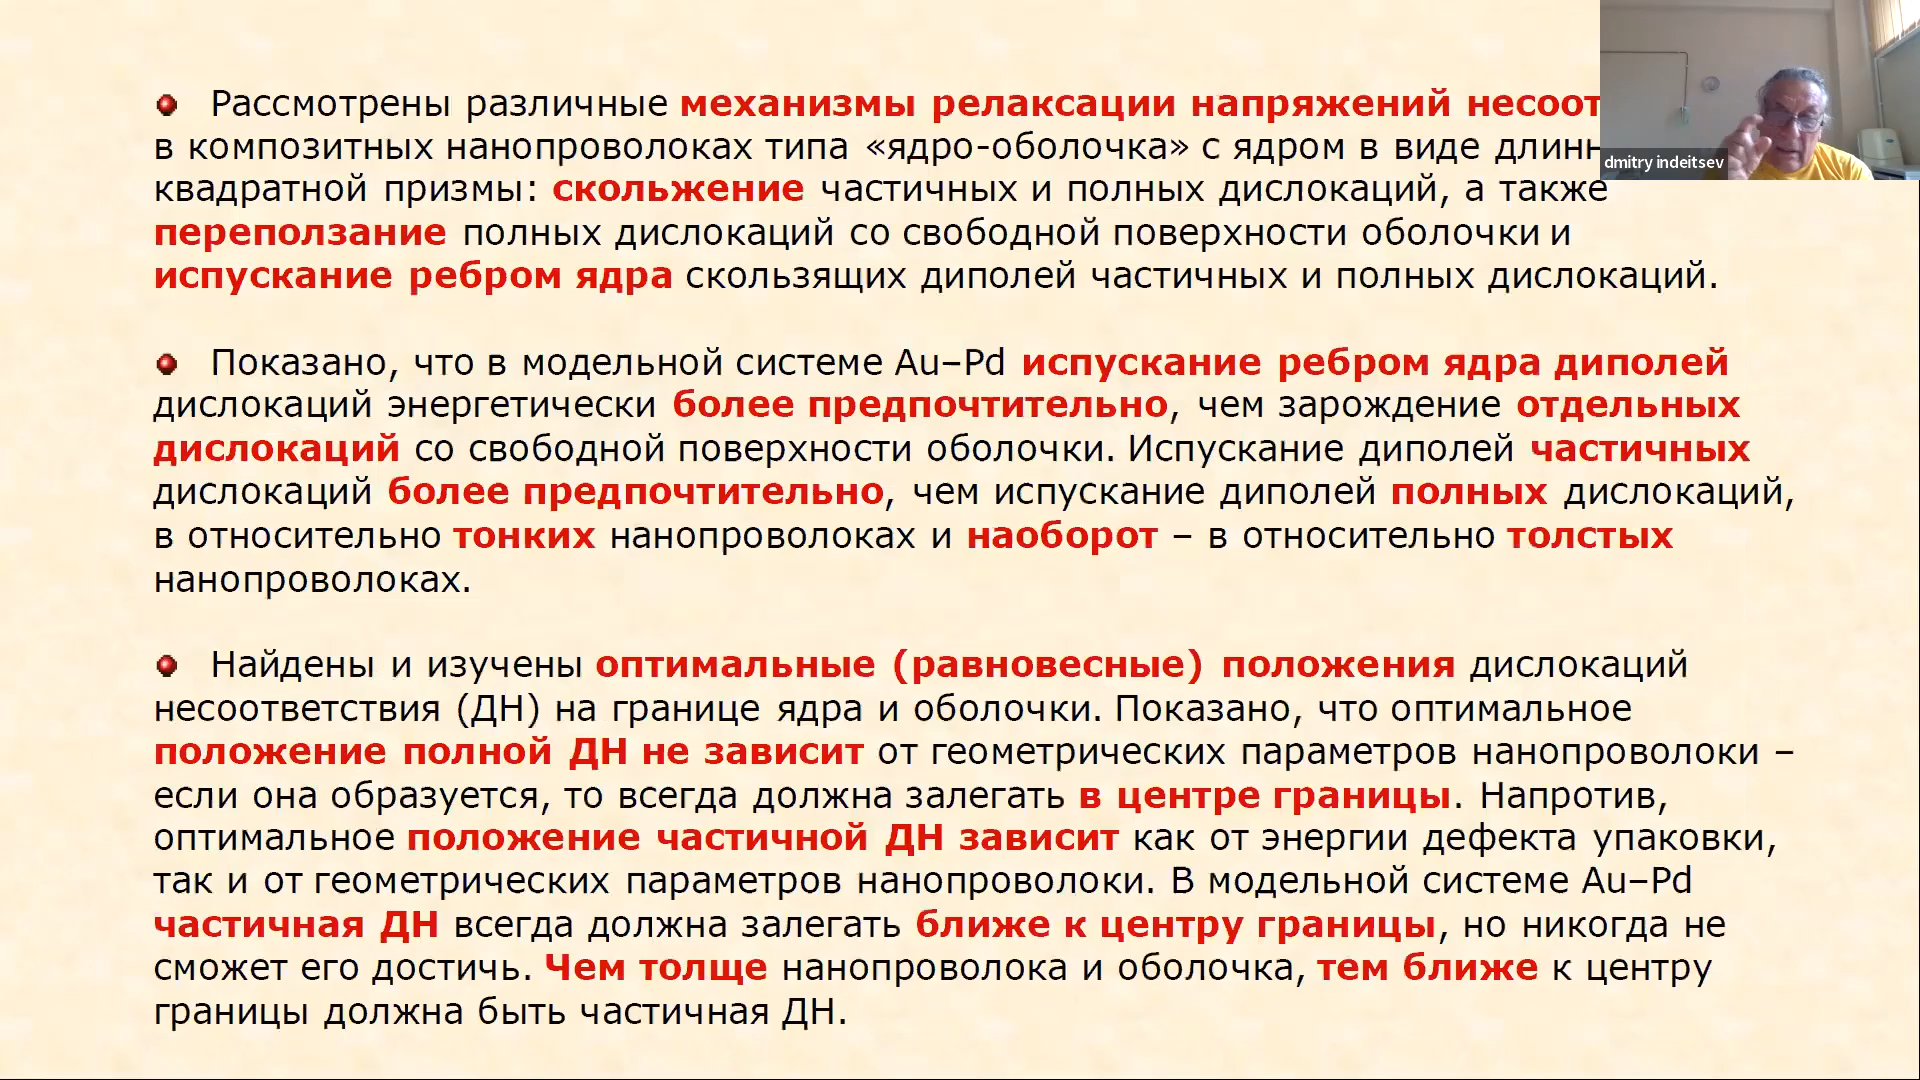 Рассмотрены различные механизмы релаксации напряжений
в композитных нанопроволоках типа «ядро-оболочка» с ядром в виде
квадратной призмы: скольжение частичных и полных дислокаций, а также
переползание полных дислокаций со свободной поверхности оболочки и
испускание ребром ядра скользящих диполей частичных и полных дислокаций.
Показано, что в модельной системе Au–Pd испускание ребром ядра диполей
дислокаций энергетически более предпочтительно, чем зарождение отдельных
дислокаций со свободной поверхности оболочки. Испускание диполей частичных
дислокаций более предпочтительно, чем испускание диполей полных дислокаций,
в относительно тонких нанопроволоках и наоборот – в относительно толстых
нанопроволоках.
Найдены и изучены оптимальные (равновесные) положения дислокаций
несоответствия (ДН) на границе ядра и оболочки. Показано, что оптимальное
положение полной ДН не зависит от геометрических параметров нанопроволоки –
если она образуется, то всегда должна залегать в центре границы. Напротив,
оптимальное положение частичной ДН зависит как от энергии дефекта упаковки,
так и от геометрических параметров нанопроволоки. В модельной системе Au–Pd
частичная ДН всегда должна залегать ближе к центру границы, но никогда не
сможет его достичь. Чем толще нанопроволока и оболочка, тем ближе к центру
границы должна быть частичная ДН.
dmitry indeitsev